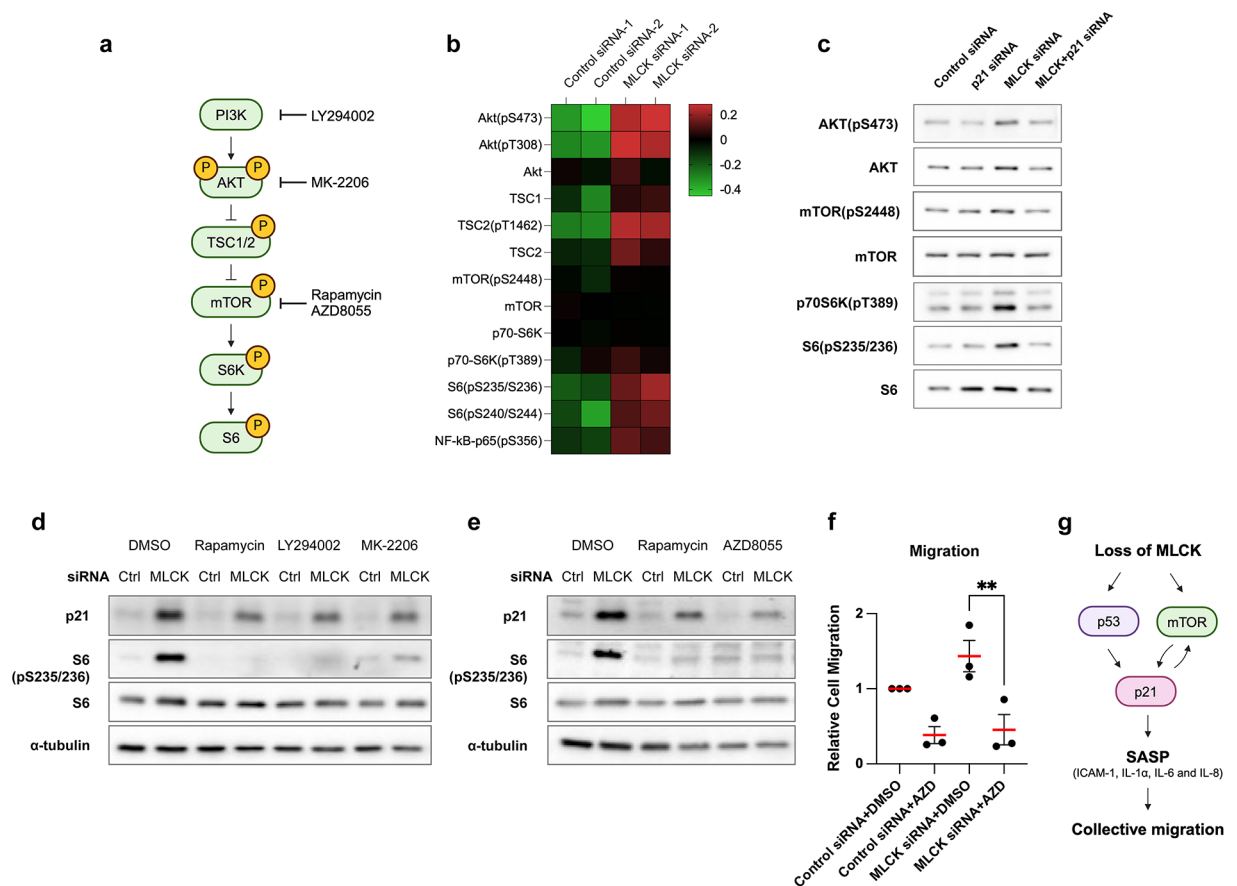 a
PI3K
LY294002
P
P
AKT
MK-2206
P
TSC1/2
P
mTOR
Rapamycin
AZD8055
P
S6K
P
S6
b
Control siRNA-1
Control siRNA-2
MLCK siRNA-1
MLCK siRNA-2
Akt(pS473)
Akt(pT308)
Akt
TSC1
TSC2(pT1462)
TSC2
mTOR(pS2448)
mTOR
p70-S6K
p70-S6K(pT389)
S6(pS235/S236)
S6(pS240/S244)
NF-kB-p65(pS356)
0.2
0
-0.2
-0.4
c
Control siRNA
p21 siRNA
MLCK siRNA
MLCK+p21 siRNA
AKT(pS473)
AKT
mTOR(pS2448)
mTOR
p70S6K(pT389)
S6(pS235/236)
S6
d
DMSO Rapamycin LY294002 MK-2206
siRNA Ctrl MLCK Ctrl MLCK Ctrl MLCK Ctrl MLCK
p21
S6
(pS235/236)
S6
α-tubulin
e
DMSO Rapamycin AZD8055
siRNA Ctrl MLCK Ctrl MLCK Ctrl MLCK
p21
S6
(pS235/236)
S6
α-tubulin
f
Migration
**
Relative Cell Migration
2
1
0
Control siRNA+DMSO
Control siRNA+AZD
MLCK siRNA+DMSO
MLCK siRNA+AZD
g
Loss of MLCK
p53
mTOR
p21
SASP
(ICAM-1, IL-1α, IL-6 and IL-8)
Collective migration